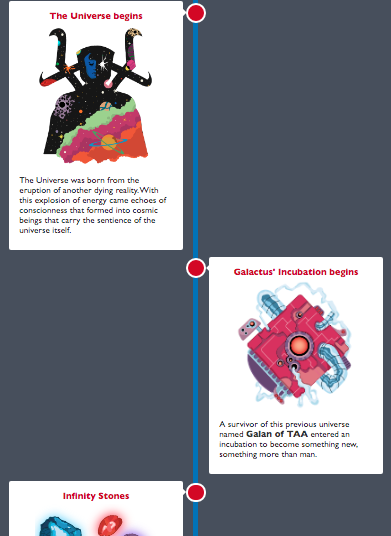 The Universe begins
The Universe was born from the
eruption of another dying reality.With
this explosion of energy came echoes of
conscionness that formed into cosmic
beings that carry the sentience of the
universe itself.
Galactus' Incubation begins
A survivor of this previous universe
named Galan of TAA entered an
incubation to become something new,
something more than man.
Infinity Stones